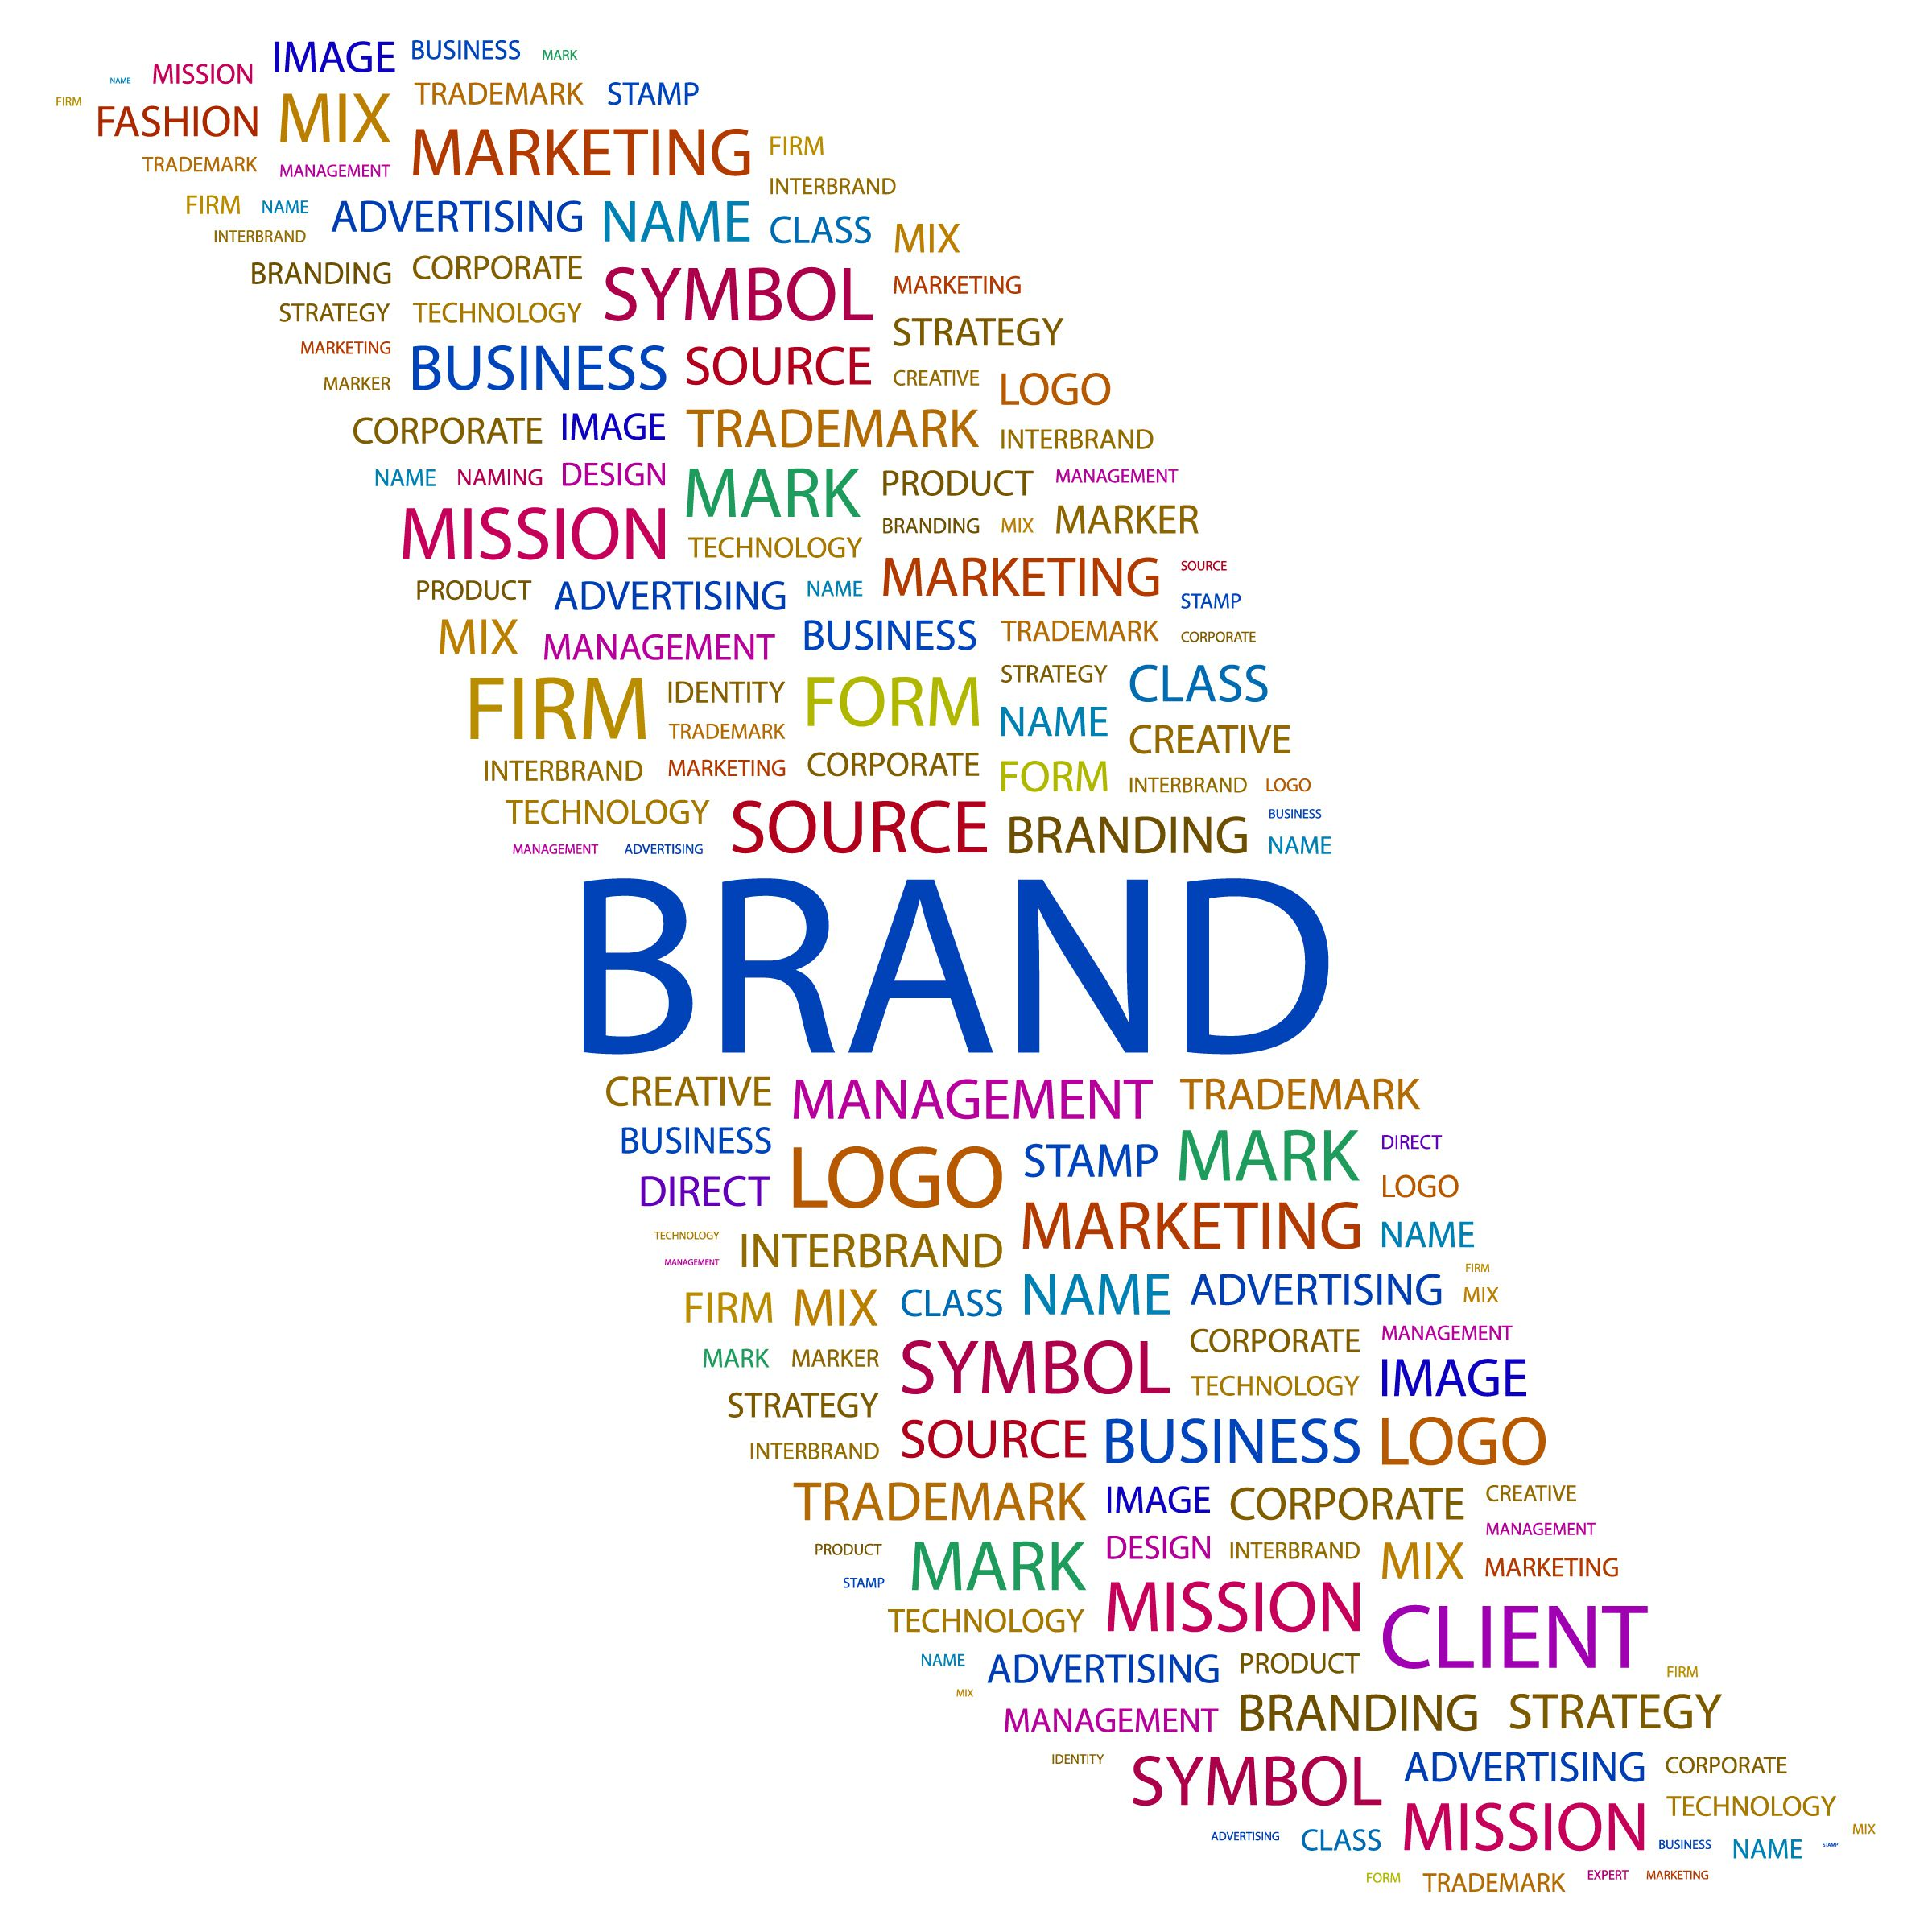 IMAGE BUSINESS MARK
NAME MISSION
FIRM FASHION MIX TRADEMARK STAMP
TRADEMARK MANAGEMENT MARKETING FIRM
INTERBRAND
FIRM NAME ADVERTISING NAME CLASS MIX
INTERBRAND
BRANDING CORPORATE SYMBOL MARKETING
STRATEGY TECHNOLOGY STRATEGY
MARKETING BUSINESS SOURCE CREATIVE LOGO
MARKER
CORPORATE IMAGE TRADEMARK INTERBRAND
NAME NAMING DESIGN MARK PRODUCT MANAGEMENT
MISSION TECHNOLOGY BRANDING MIX MARKER
PRODUCT ADVERTISING NAME MARKETING SOURCE
STAMP
MIX MANAGEMENT BUSINESS TRADEMARK CORPORATE
FIRM IDENTITY FORM STRATEGY CLASS
TRADEMARK NAME CREATIVE
INTERBRAND MARKETING CORPORATE FORM INTERBRAND LOGO
TECHNOLOGY SOURCE BRANDING BUSINESS
MANAGEMENT ADVERTISING NAME
BRAND
CREATIVE MANAGEMENT TRADEMARK
BUSINESS LOGO STAMP MARK DIRECT
DIRECT LOGO
TECHNOLOGY INTERBRAND MARKETING NAME
MANAGEMENT
FIRM MIX CLASS NAME ADVERTISING FIRM
MIX
MARK MARKER SYMBOL CORPORATE MANAGEMENT
STRATEGY TECHNOLOGY IMAGE
INTERBRAND SOURCE BUSINESS LOGO
TRADEMARK IMAGE CORPORATE CREATIVE
MANAGEMENT
PRODUCT MARK DESIGN INTERBRAND MIX MARKETING
STAMP
TECHNOLOGY MISSION CLIENT
NAME ADVERTISING PRODUCT FIRM
MIX
MANAGEMENT BRANDING STRATEGY
IDENTITY SYMBOL ADVERTISING CORPORATE
TECHNOLOGY
ADVERTISING CLASS MISSION BUSINESS NAME STAMP MIX
FORM TRADEMARK EXPERT MARKETING